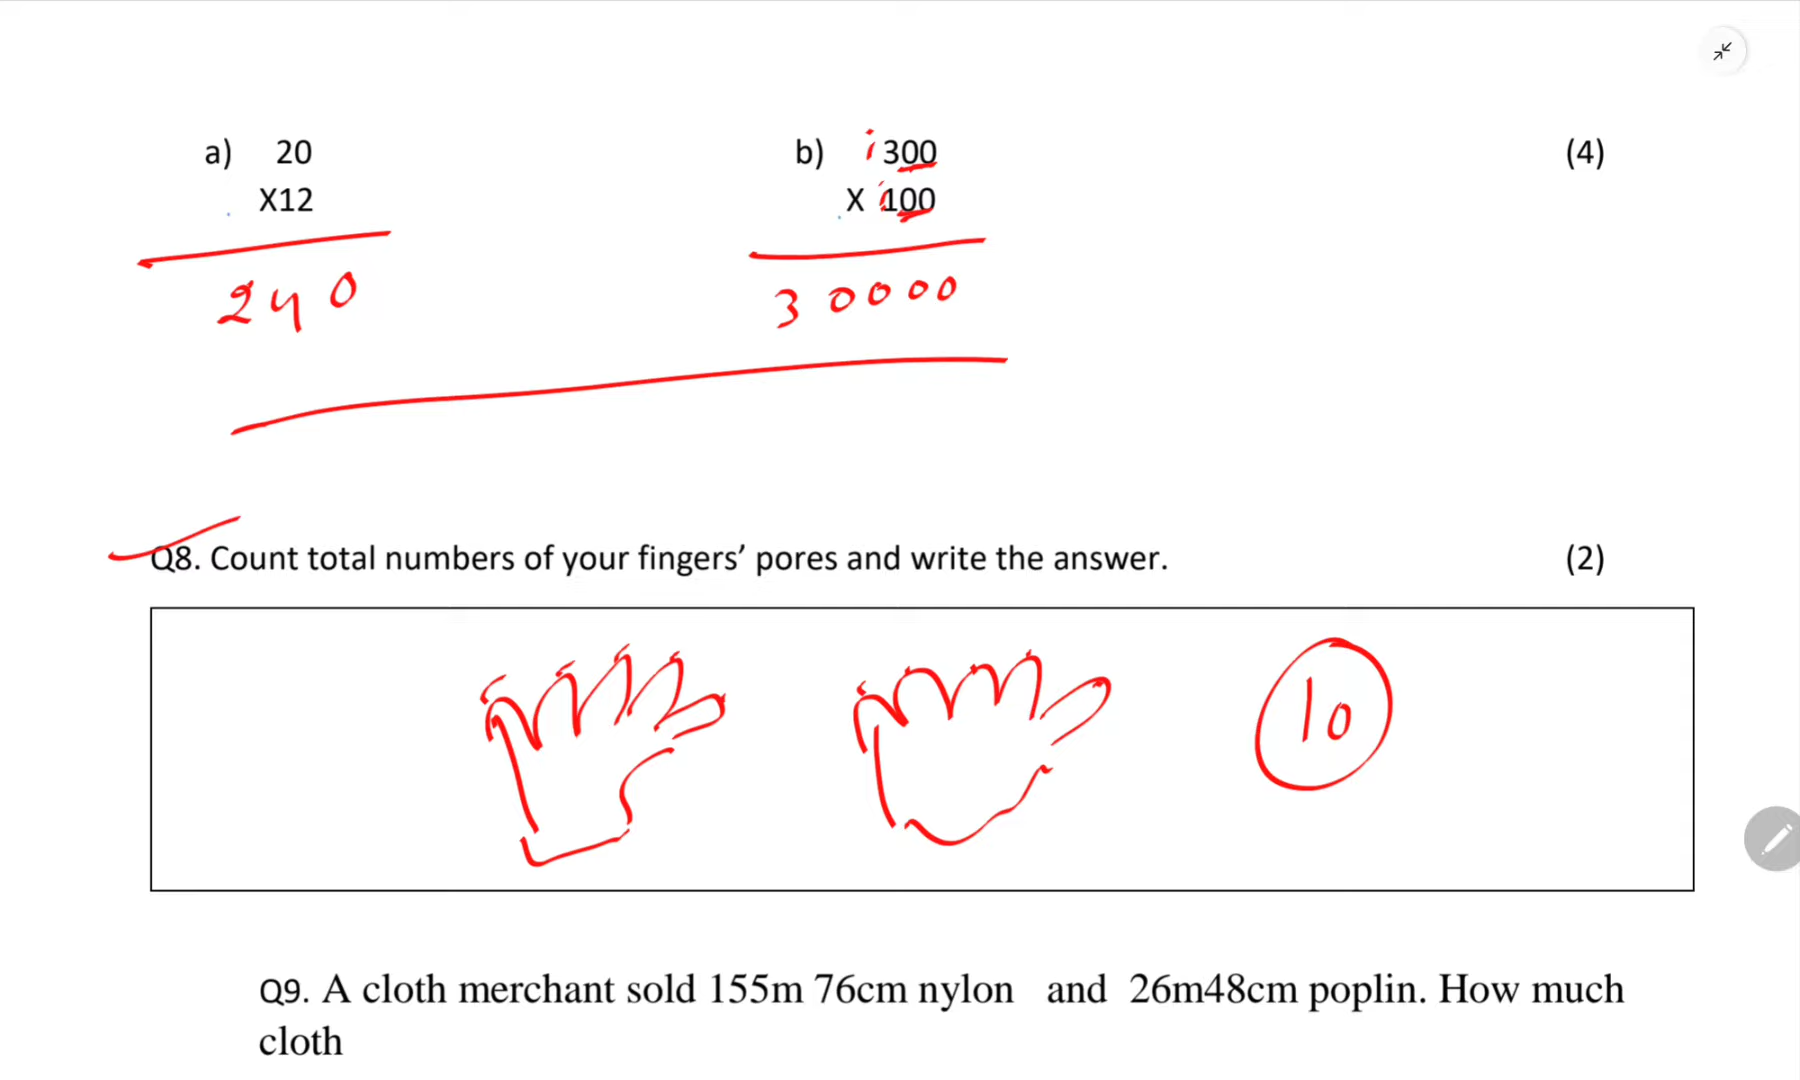 a) 20 b) 300 (4)
X12 X 100
240 30000
Q8. Count total numbers of your fingers’ pores and write the answer. (2)
10
Q9. A cloth merchant sold 155m 76cm nylon and 26m48cm poplin. How much
cloth